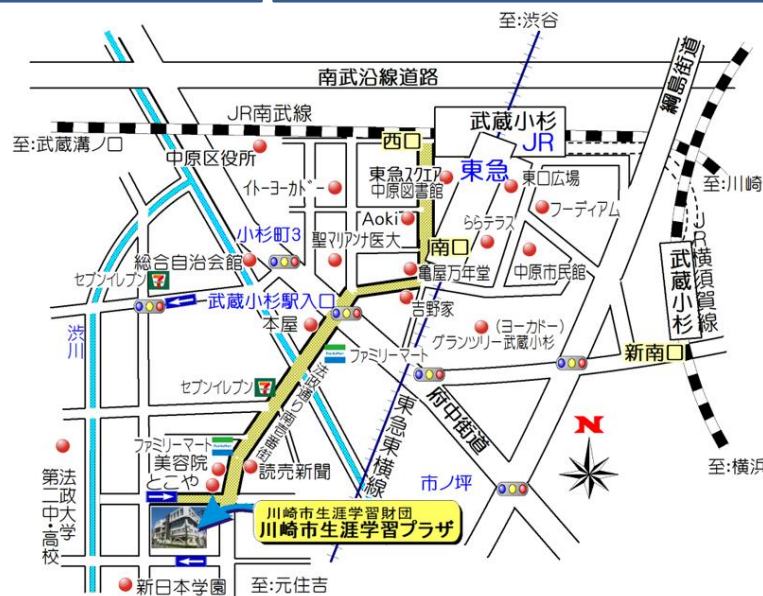 至:渋谷
南武沿線道路
綱島街道
JR南武線
武蔵小杉
JR
至:武蔵溝ノ口
西口
中原区役所
東急スクエア
中原図書館
東急
東口広場
至:川崎
イトーヨーカドー
フーディアム
Aoki
ららテラス
小杉町3
聖マリアンナ医大
南口
JR横須賀線
武蔵小杉
総合自治会館
亀屋万年堂
中原市民館
セブンイレブン
武蔵小杉駅入口
吉野家
渋川
本屋
(ヨーカドー)
グランツリー武蔵小杉
新南口
ファミリーマート
セブンイレブン
法政通り南壱番街
東急東横線
府中街道
N
ファミリーマート
美容院
とこや
読売新聞
市ノ坪
至:横浜
法政大学
第二中・高校
川崎市生涯学習財団
川崎市生涯学習プラザ
新日本学園
至:元住吉